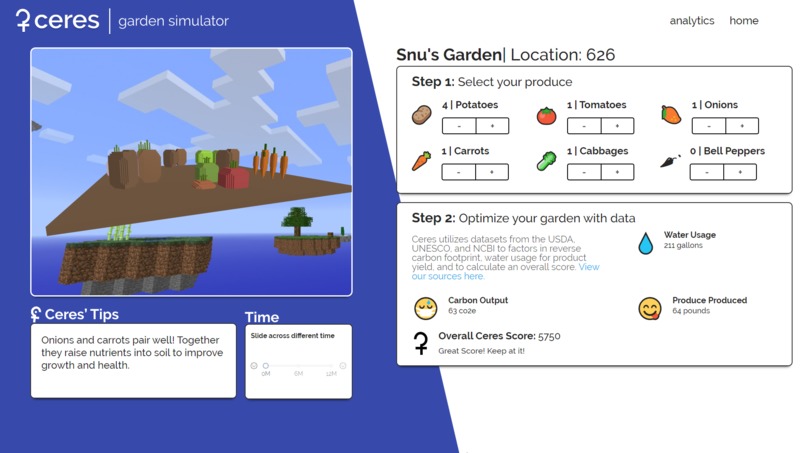 ceres | garden simulator
analytics home
Snu's Garden| Location: 626
Step 1: Select your produce
4 | Potatoes 1 | Tomatoes 1 | Onions
- + - + - +
1 | Carrots 1 | Cabbages 0 | Bell Peppers
- + - + - +
Step 2: Optimize your garden with data
Ceres utilizes datasets from the USDA,
UNESCO, and NCBI to factors in reverse
carbon footprint, water usage for product
yield, and to calculate an overall score. View
our sources here.
Water Usage
211 gallons
Carbon Output
63 co2e
Produce Produced
64 pounds
Overall Ceres Score: 5750
Great Score! Keep at it!
Ceres' Tips
Onions and carrots pair well! Together
they raise nutrients into soil to improve
growth and health.
Time
Slide across different time
0M 6M 12M